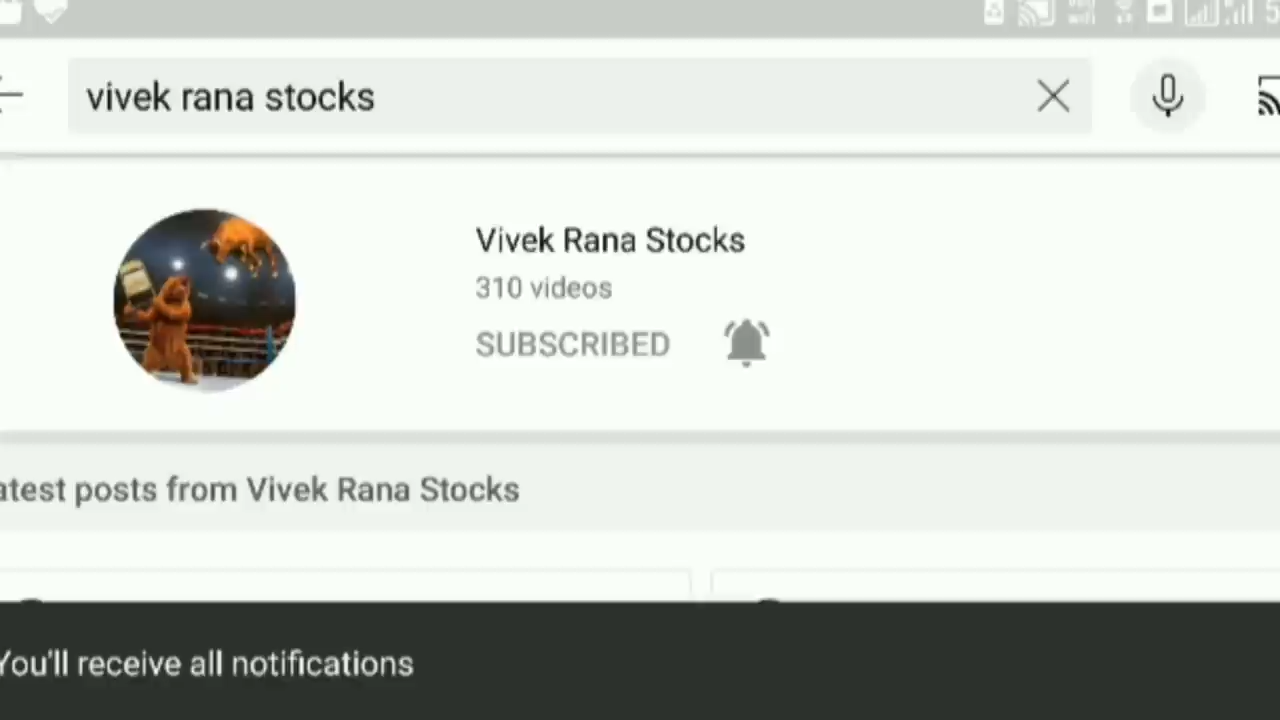 vivek rana stocks
Vivek Rana Stocks
310 videos
SUBSCRIBED
atest posts from Vivek Rana Stocks
You'll receive all notifications